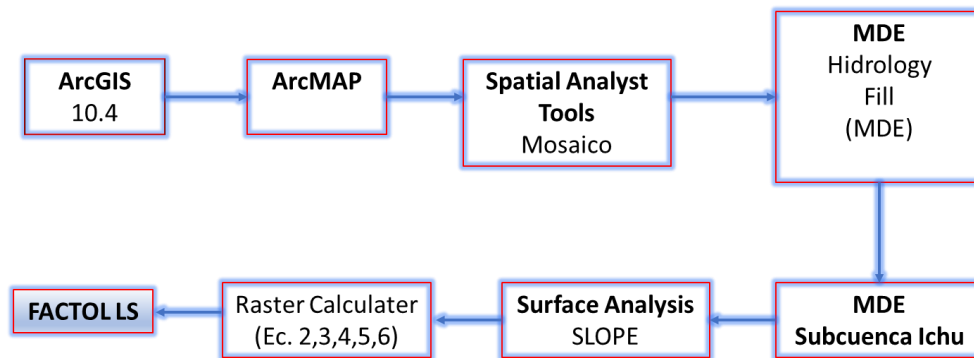 ArcGIS
10.4
ArcMAP
Spatial Analyst
Tools
Mosaico
MDE
Hidrology
Fill
(MDE)
MDE
Subcuenca Ichu
Surface Analysis
SLOPE
Raster Calculater
(Ec. 2,3,4,5,6)
FACTOL LS